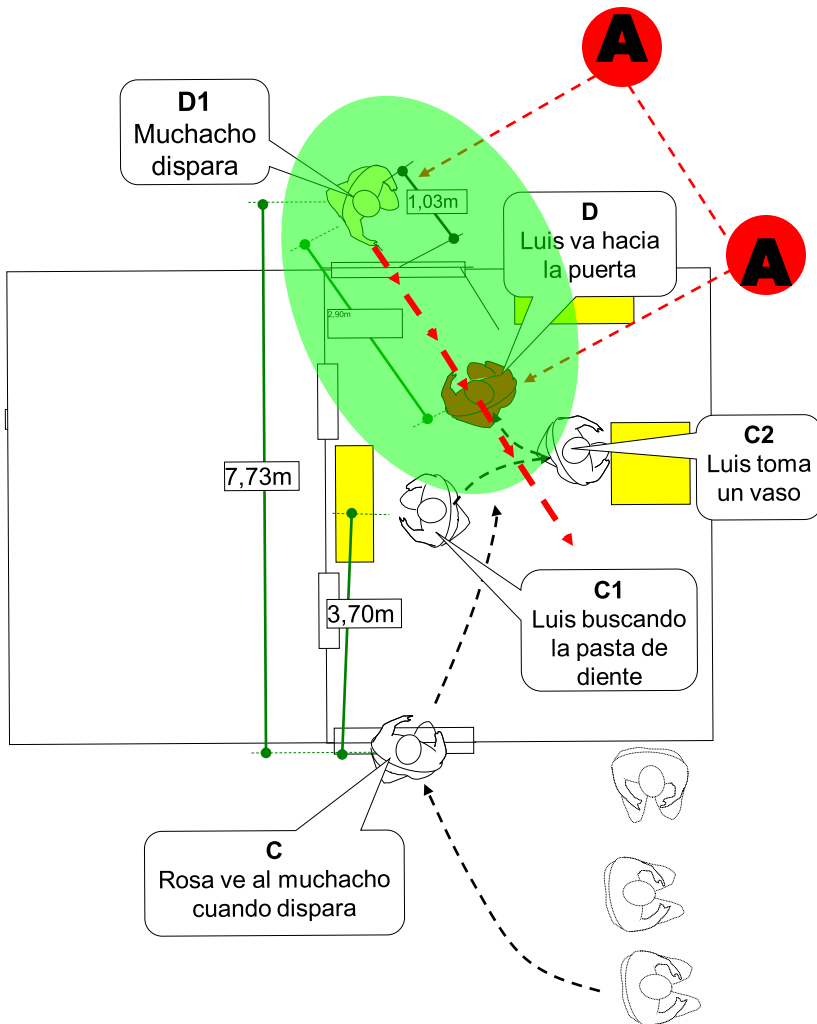 A
D1
Muchacho
dispara
1,03m
D
Luis va hacia
la puerta
A
2,90m
7,73m
C2
Luis toma
un vaso
C1
Luis buscando
la pasta de
diente
3,70m
C
Rosa ve al muchacho
cuando dispara